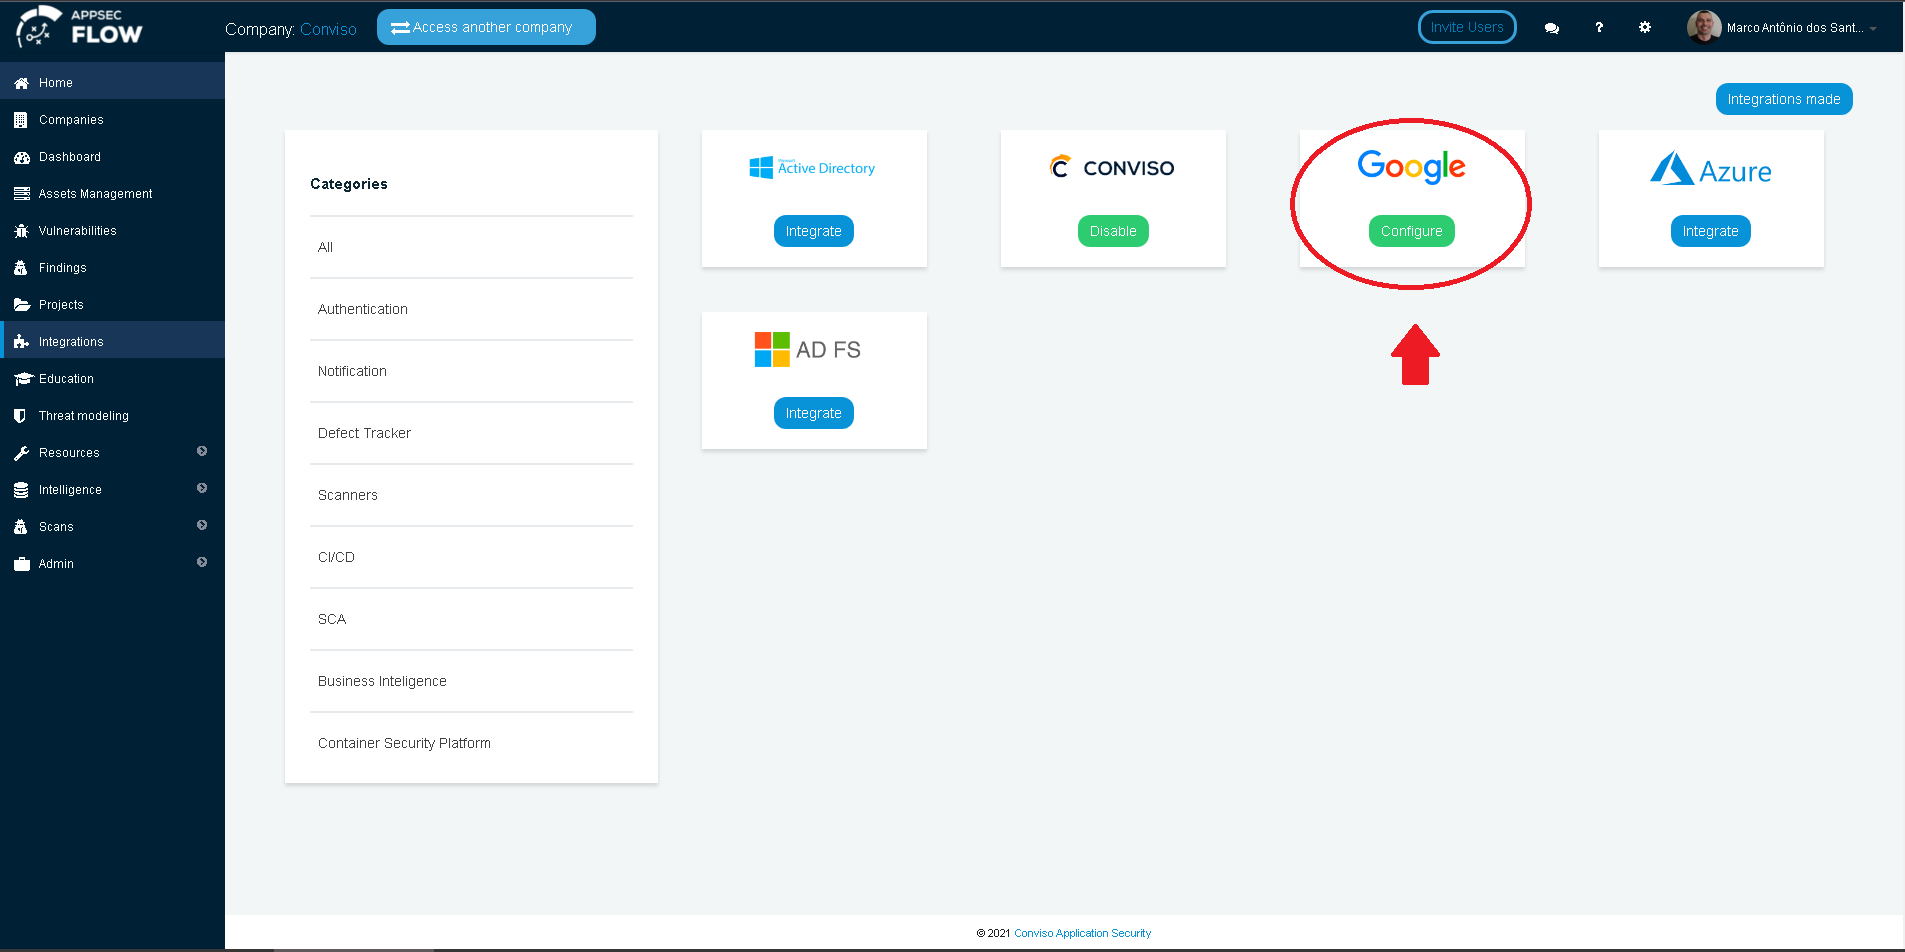 APPSEC
FLOW
Company: Conviso
Access another company
Invite Users
?
Marco Antônio dos Sant...
Home
Companies
Dashboard
Assets Management
Vulnerabilities
Findings
Projects
Integrations
Education
Threat modeling
Resources
Intelligence
Scans
Admin
Integrations made
Categories
All
Authentication
Notification
Defect Tracker
Scanners
CI/CD
SCA
Business Inteligence
Container Security Platform
Microsoft
Active Directory
Integrate
CONVISO
Disable
Google
Configure
Azure
Integrate
AD FS
Integrate
© 2021 Conviso Application Security